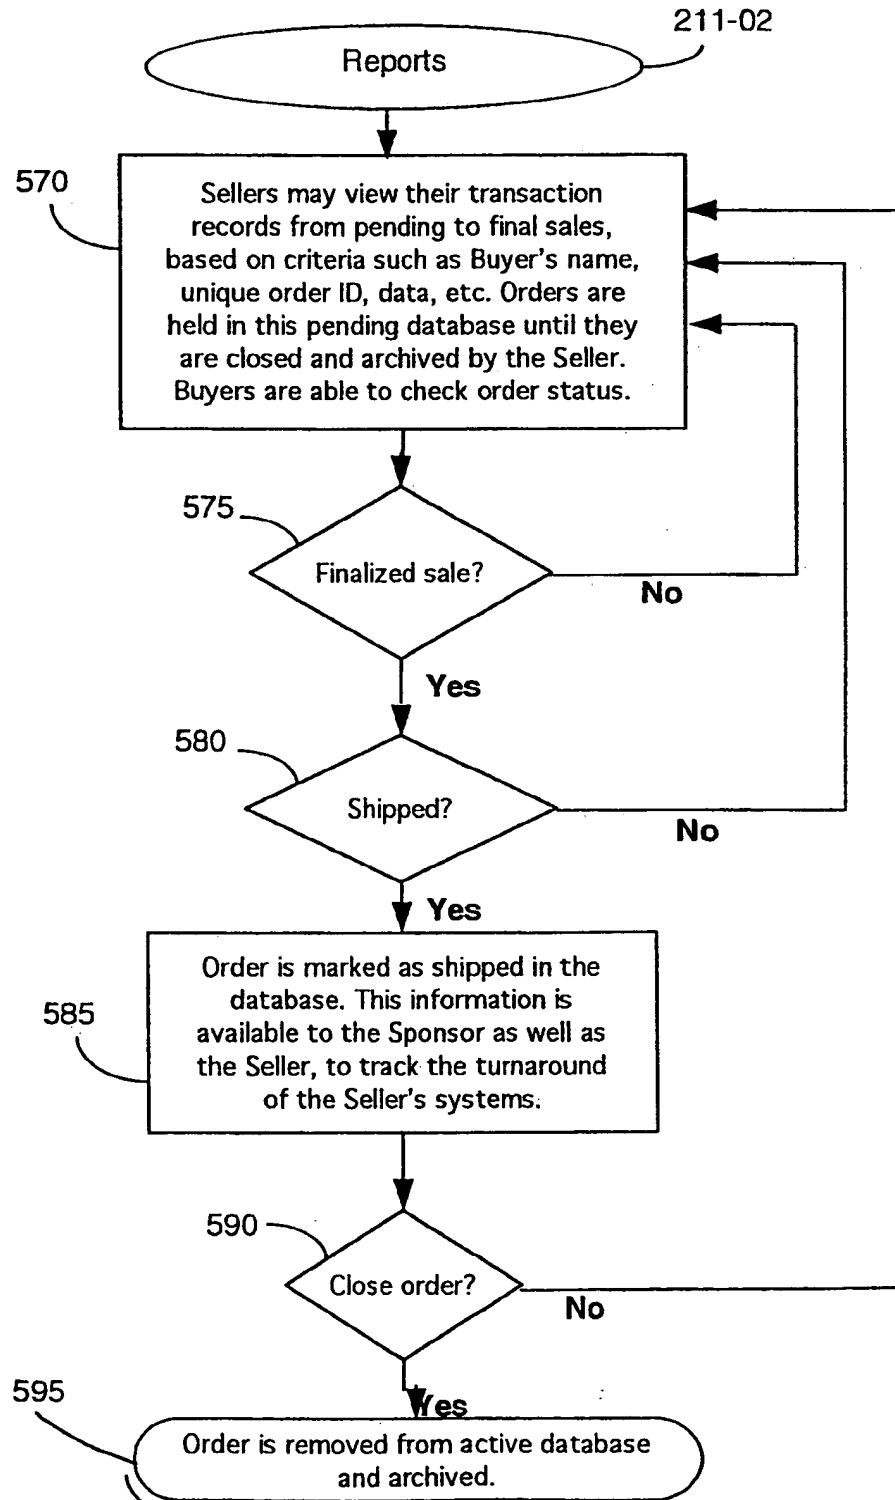 211-02
Reports
570
Sellers may view their transaction
records from pending to final sales,
based on criteria such as Buyer's name,
unique order ID, data, etc. Orders are
held in this pending database until they
are closed and archived by the Seller.
Buyers are able to check order status.
575
Finalized sale?
No
Yes
580
Shipped?
No
Yes
585
Order is marked as shipped in the
database. This information is
available to the Sponsor as well as
the Seller, to track the turnaround
of the Seller's systems.
590
Close order?
No
Yes
595
Order is removed from active database
and archived.